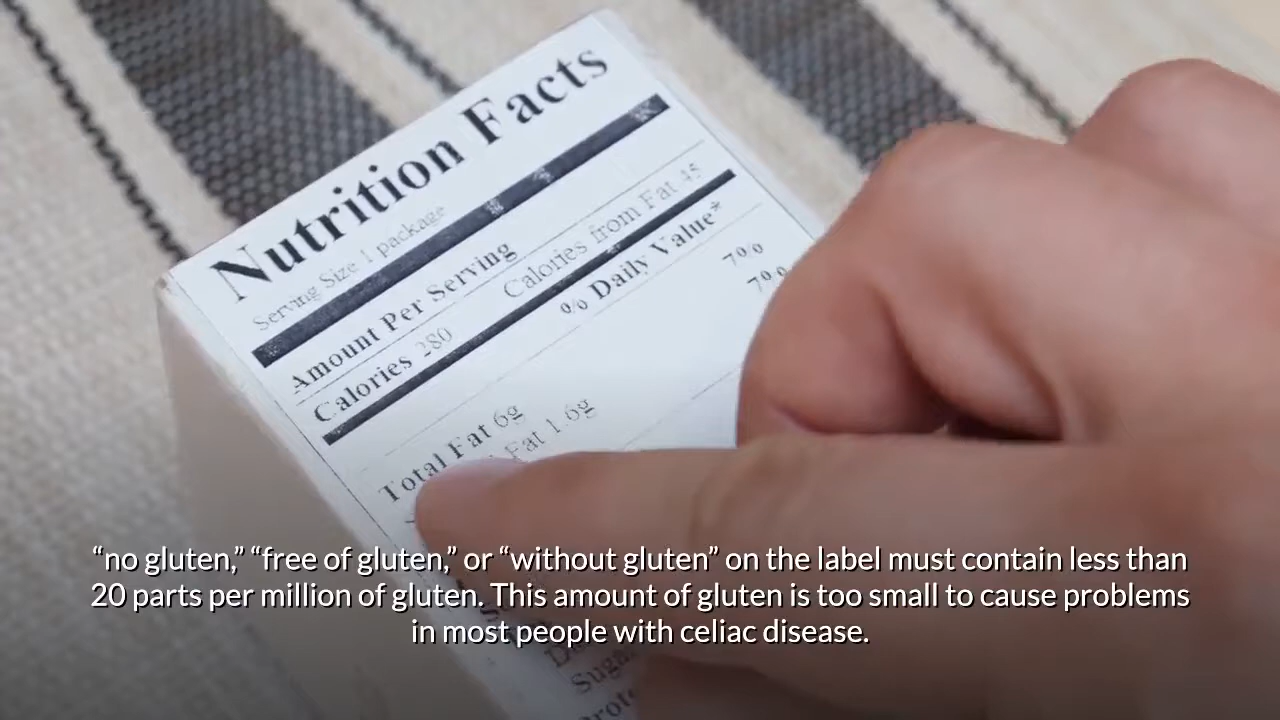 Nutrition Facts
Serving Size 1 package
Amount Per Serving
Calories 280 Calories from Fat 45
% Daily Value*
Total Fat 6g 7%
Fat 1.6g 7%
“no gluten,” “free of gluten,” or “without gluten” on the label must contain less than
20 parts per million of gluten. This amount of gluten is too small to cause problems
in most people with celiac disease.